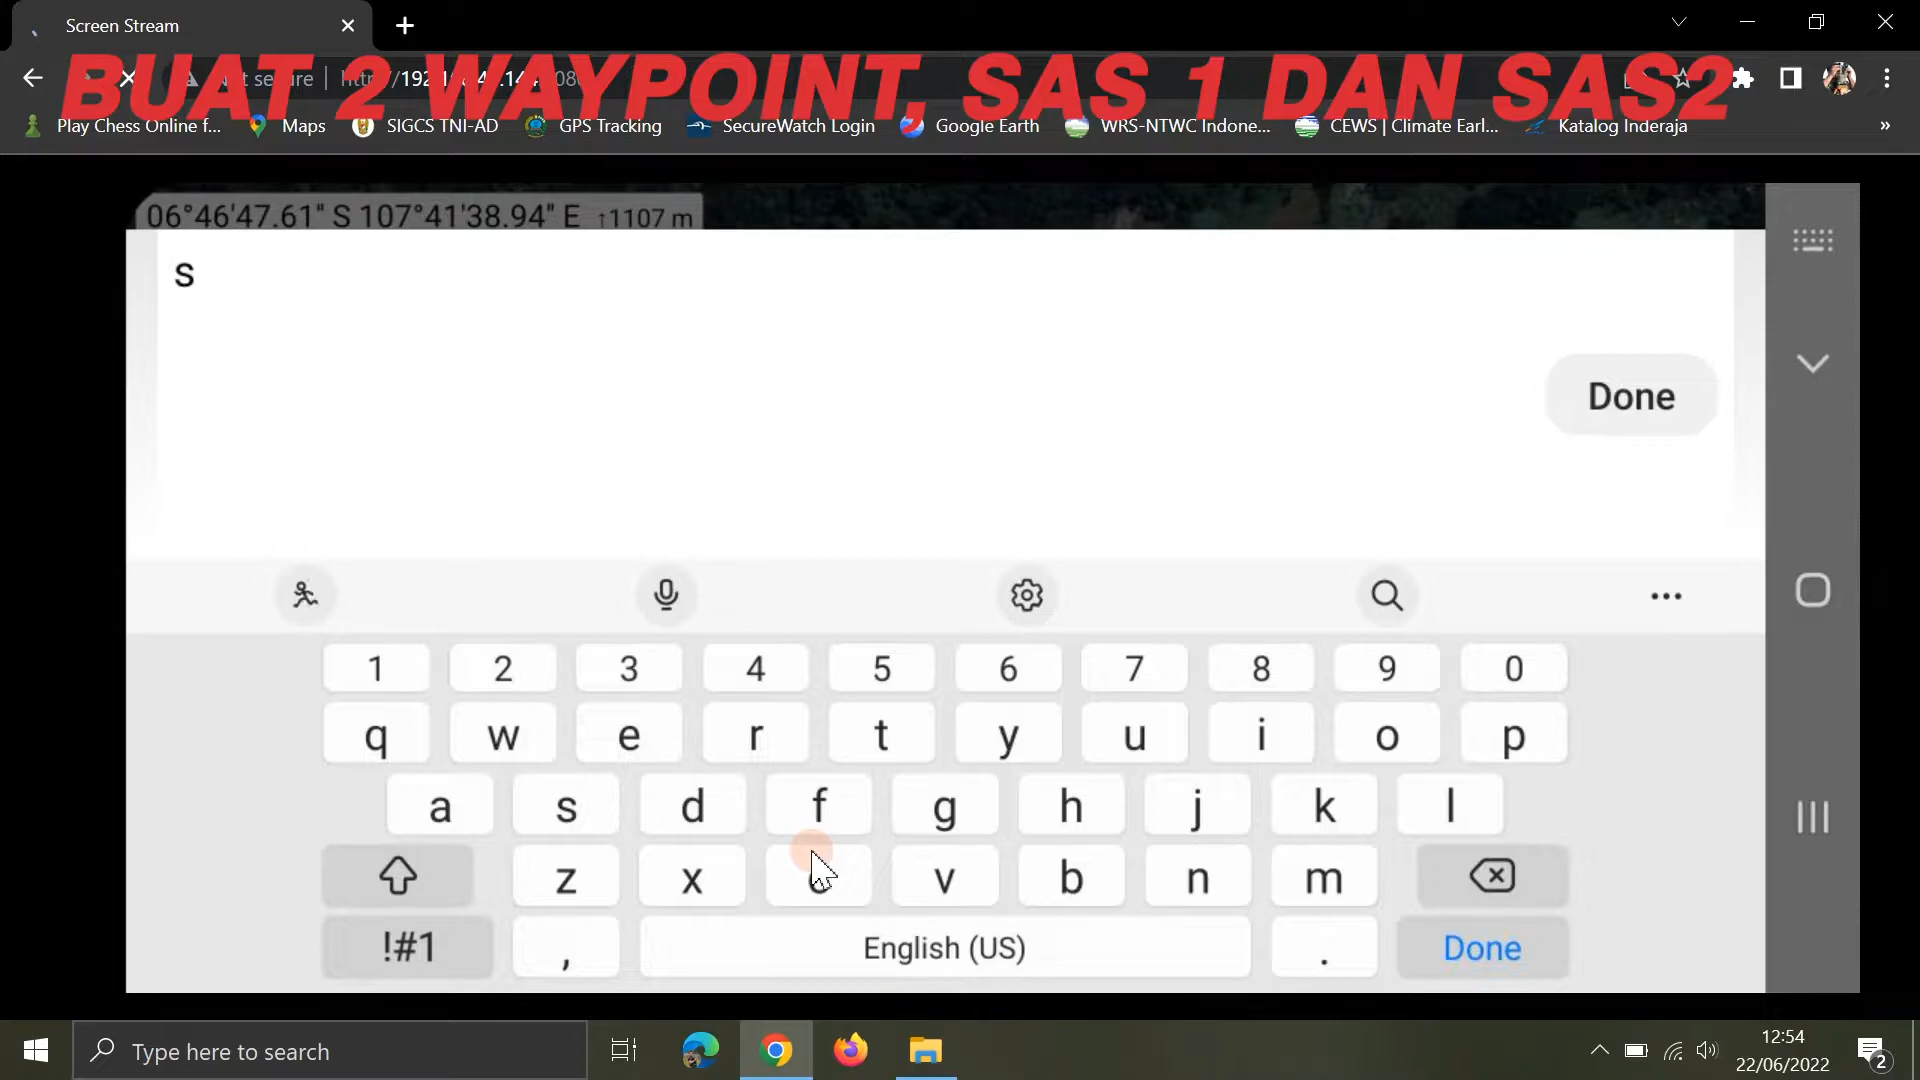 Screen Stream
BUAT 2 WAYPOINT, SAS 1 DAN SAS2
Play Chess Online f... Maps SIGCS TNI-AD GPS Tracking SecureWatch Login Google Earth WRS-NTWC Indone... CEWS | Climate Earl... Katalog Inderaja »
06°46'47.61" S 107°41'38.94" E ↑1107 m
s
Done
1 2 3 4 5 6 7 8 9 0
q w e r t y u i o p
a s d f g h j k l
z x c v b n m
!#1 , English (US) . Done
Type here to search
12:54
22/06/2022
2